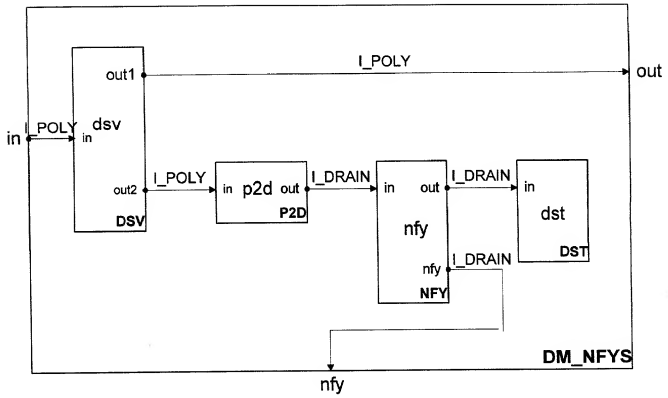 I_POLY
out1
out
in
I_POLY
dsv
in
out2
I_POLY
DSV
in
p2d
out
P2D
I_DRAIN
in
out
nfy
nfy
NFY
I_DRAIN
in
dst
DST
I_DRAIN
DM_NFYS
nfy